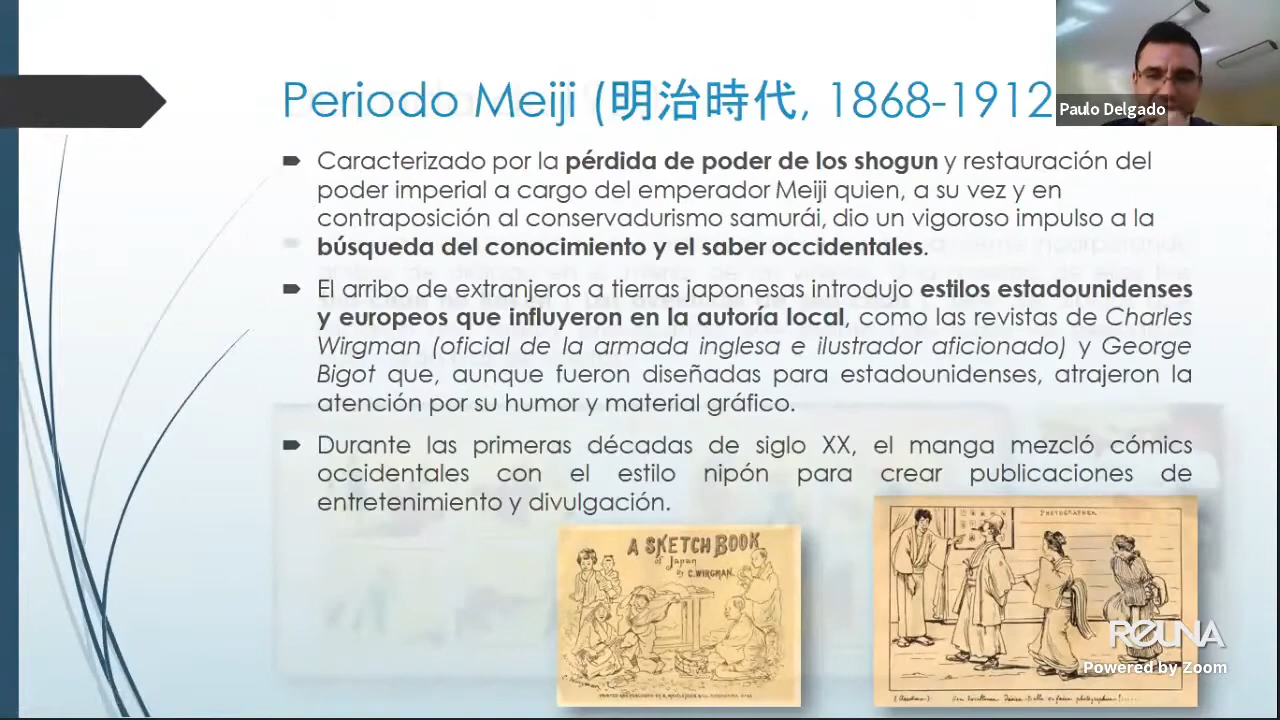 Periodo Meiji (明治時代, 1868-1912
Paulo Delgado
Caracterizado por la pérdida de poder de los shogun y restauración del
poder imperial a cargo del emperador Meiji quien, a su vez y en
contraposición al conservadurismo samurái, dio un vigoroso impulso a la
búsqueda del conocimiento y el saber occidentales.
El arribo de extranjeros a tierras japonesas introdujo estilos estadounidenses
y europeos que influyeron en la autoría local, como las revistas de Charles
Wirgman (oficial de la armada inglesa e ilustrador aficionado) y George
Bigot que, aunque fueron diseñadas para estadounidenses, atrajeron la
atención por su humor y material gráfico.
Durante las primeras décadas de siglo XX, el manga mezcló cómics
occidentales con el estilo nipón para crear publicaciones de
entretenimiento y divulgación.
A SKETCH BOOK
of Japan
By C. WIRGMAN.
PHOTOGRAPHER
REUNA
Powered by Zoom